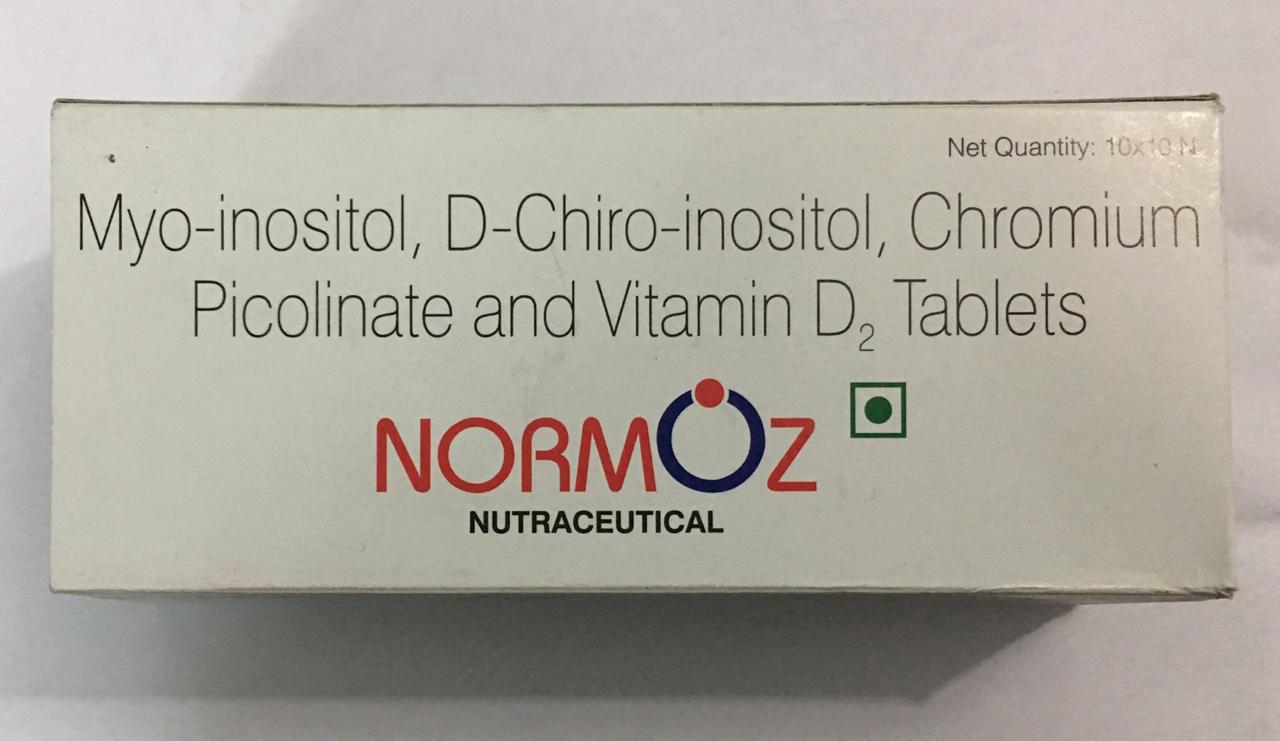 Net Quantity: 10x10 N
Myo-inositol, D-Chiro-inositol, Chromium
Picolinate and Vitamin D₂ Tablets
NORMOZ
NUTRACEUTICAL